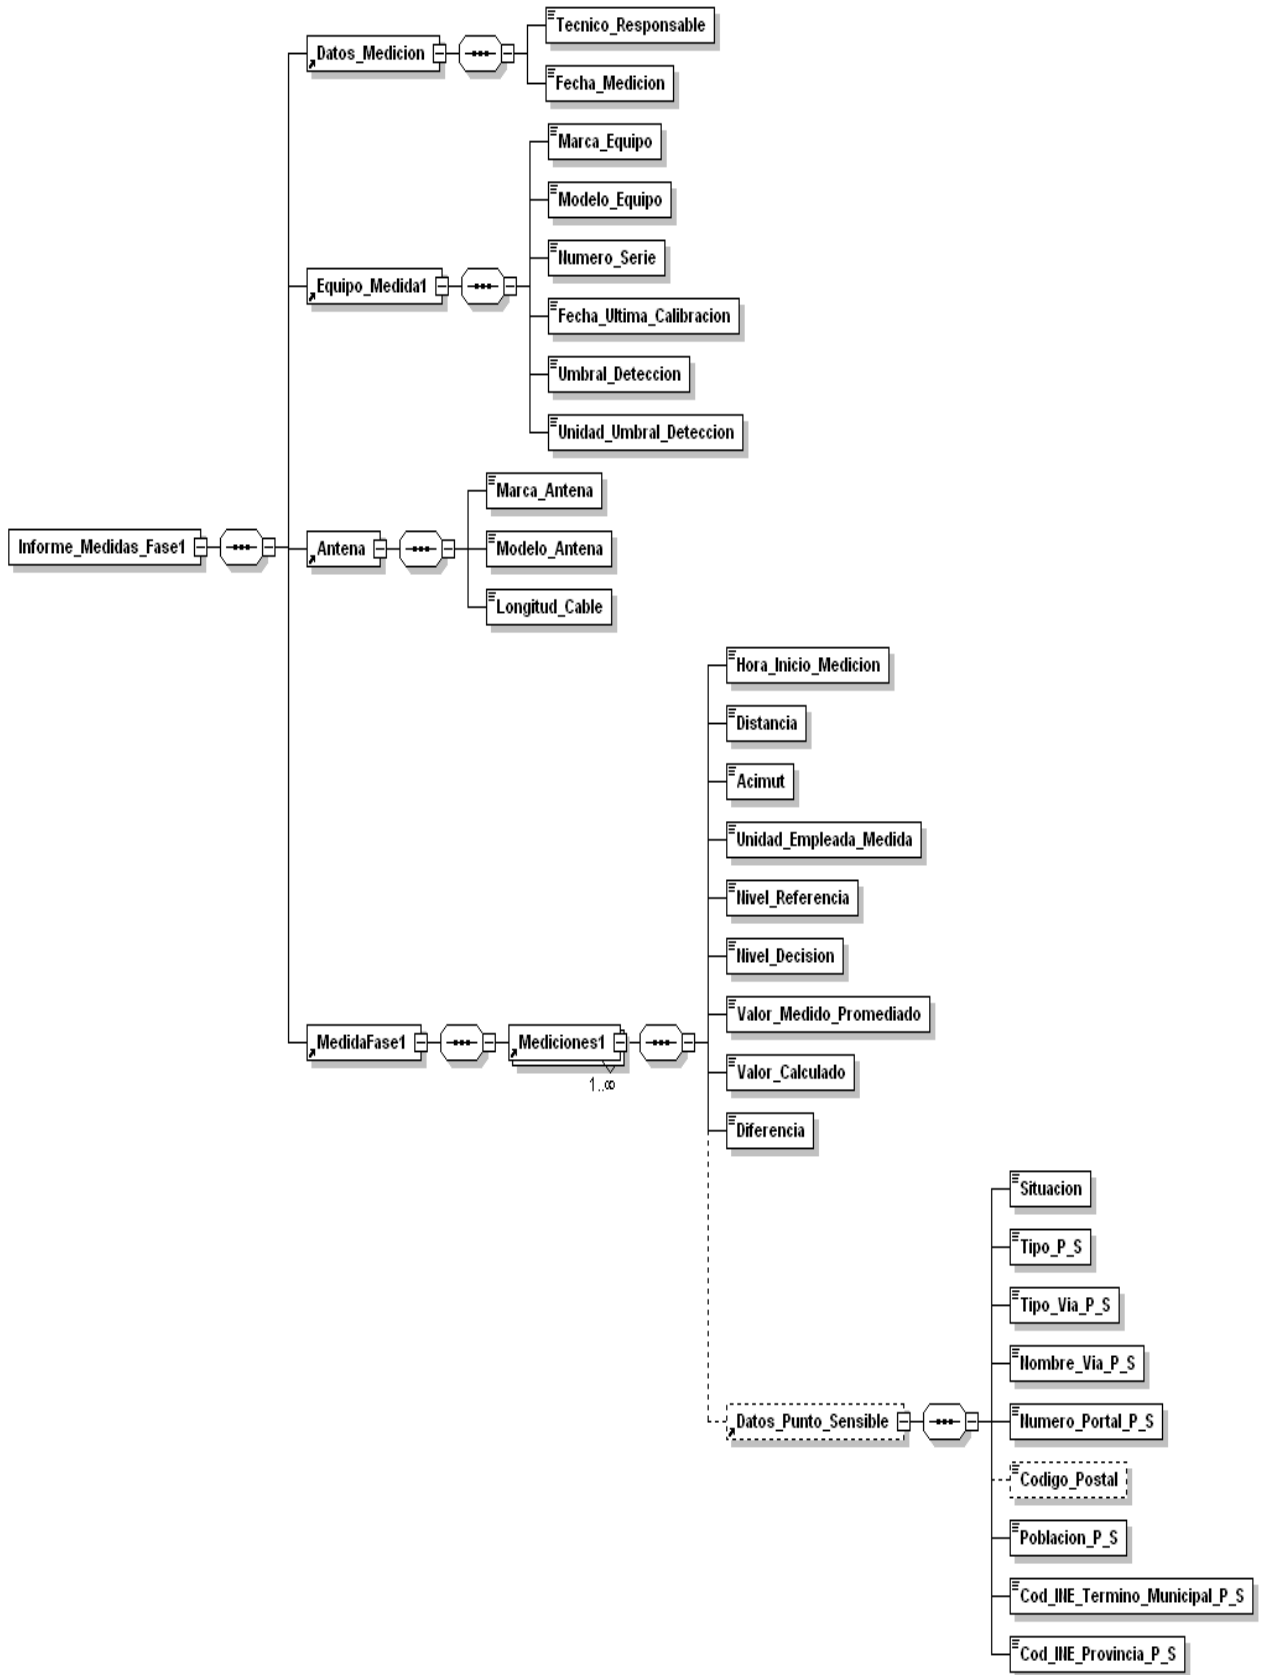 Tecnico_Responsable
Datos_Medicion
Fecha_Medicion
Marca_Equipo
Modelo_Equipo
Numero_Serie
Equipo_Medida1
Fecha_Ultima_Calibracion
Umbral_Deteccion
Unidad_Umbral_Deteccion
Marca_Antena
Informe_Medidas_Fase1
Antena
Modelo_Antena
Longitud_Cable
Hora_Inicio_Medicion
Distancia
Acimut
Unidad_Empleada_Medida
Nivel_Referencia
Nivel_Decision
Valor_Medido_Promediado
MedidaFase1
Mediciones1
1..∞
Valor_Calculado
Diferencia
Situacion
Tipo_P_S
Tipo_Via_P_S
Nombre_Via_P_S
Datos_Punto_Sensible
Numero_Portal_P_S
Codigo_Postal
Poblacion_P_S
Cod_INE_Termino_Municipal_P_S
Cod_INE_Provincia_P_S